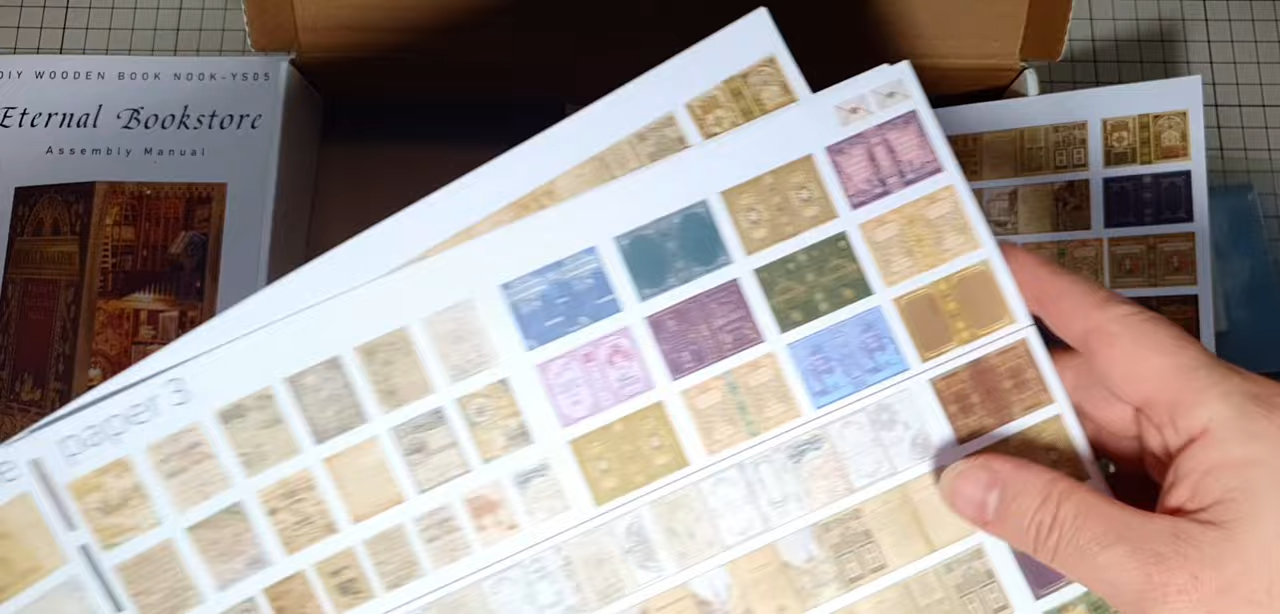 DIY WOODEN BOOK NOOK-YS05
Eternal Bookstore
Assembly Manual
paper 3